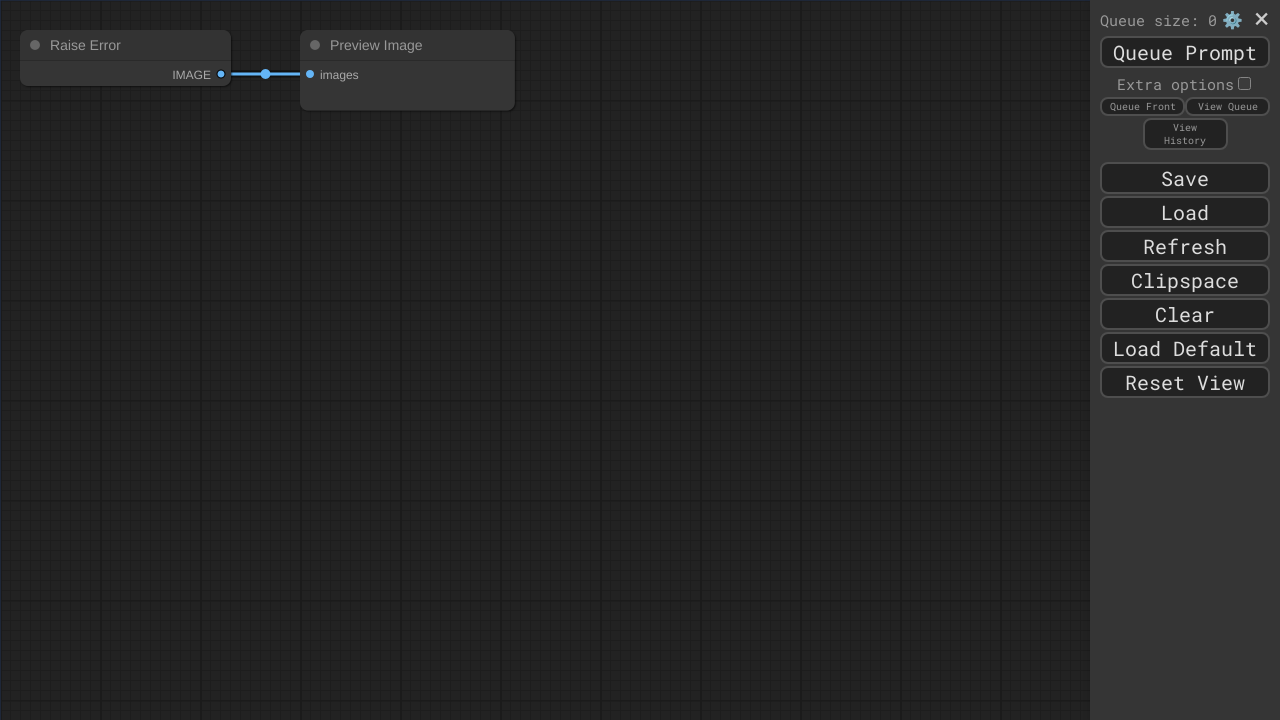 Raise Error
IMAGE
Preview Image
images
Queue size: 0
Queue Prompt
Extra options
Queue Front
View Queue
View
History
Save
Load
Refresh
Clipspace
Clear
Load Default
Reset View